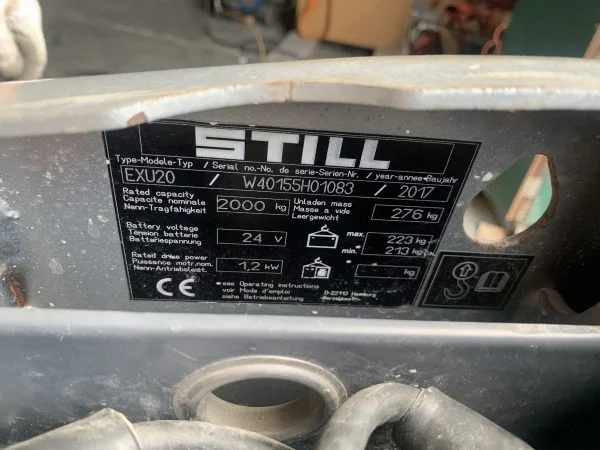 STILL
Type-Modele-Typ / Serial no.-No. de serie-Serien-Nr. / year-annee-Baujahr
EXU20 / W40155H01083 / 2017
Rated capacity
Capacite nominale
Nenn-Tragfähigkeit
2000 kg
Unladen mass
Masse a vide
Leergewicht
276 kg
Battery voltage
Tension batterie
Batteriespannung
24 V
max. 223 kg
min.* 213 kg
Rated drive power
Puissance motr.nom.
Nenn-Antriebsleist.
1,2 kW
* kg
CE
* see Operating instructions
voir Mode d'emploi
siehe Betriebsanleitung
D-22113 Hamburg